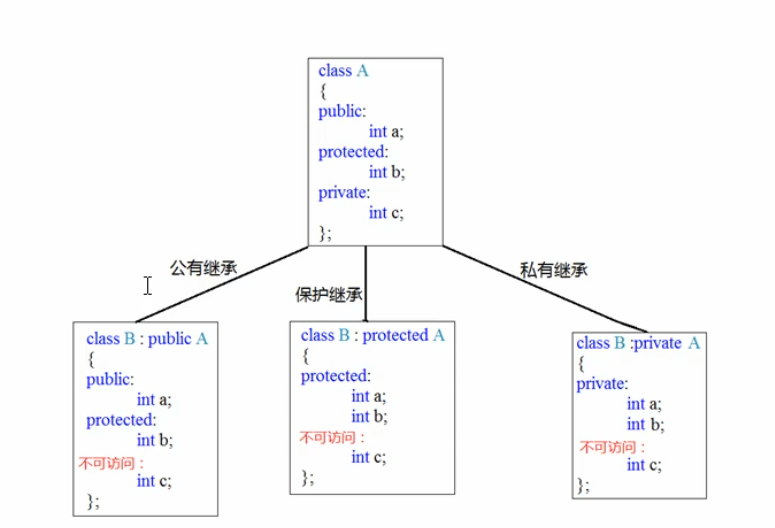 class A
{
public:
int a;
protected:
int b;
private:
int c;
};
公有继承
保护继承
私有继承
class B : public A
{
public:
int a;
protected:
int b;
不可访问：
int c;
};
class B : protected A
{
protected:
int a;
int b;
不可访问：
int c;
};
class B :private A
{
private:
int a;
int b;
不可访问：
int c;
};